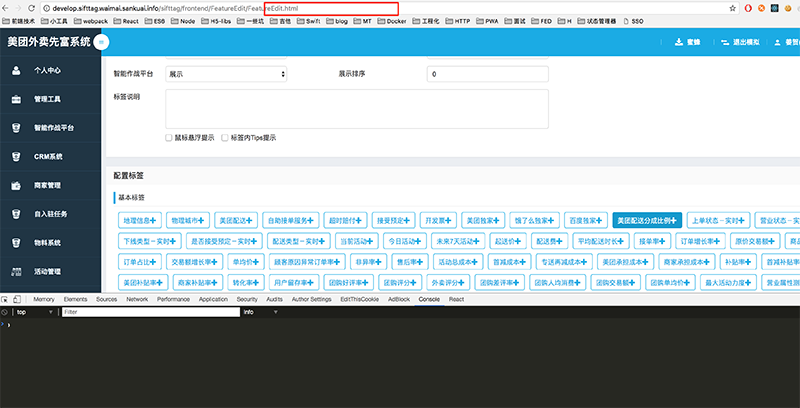 develop.sifttag.waimai.sankuai.info/sifttag/frontend/FeatureEdit/FeatureEdit.html
前端技术 小工具 webpack React ES6 Node H5-libs 一些坑 吉他 Swift blog MT Docker 工程化 HTTP PWA 面试 FED H 状态管理器 SSO
美团外卖先富系统 蜜蜂 退出模拟
个人中心
管理工具
智能作战平台
CRM系统
商家管理
自入驻任务
物料系统
活动管理
智能作战平台 展示 展示排序 0
标签说明
鼠标悬浮提示 标签内Tips提示
配置标签
基本标签
地理信息+ 物理城市+ 美团配送+ 自助接单服务+ 超时赔付+ 接受预定+ 开发票+ 美团独家+ 饿了么独家+ 百度独家+ 美团配送分成比例+ 上单状态-实时+ 营业状态-
下线类型-实时+ 是否接受预定-实时+ 配送类型-实时+ 当前活动+ 今日活动+ 未来7天活动+ 起送价+ 配送费+ 平均配送时长+ 接单率+ 订单增长率+ 原价交易额+
订单占比+ 交易额增长率+ 单均价+ 顾客原因异常订单率+ 非异率+ 售后率+ 活动总成本+ 首减成本+ 专送再减成本+ 美团承担成本+ 商家承担成本+ 补贴率+ 首减补贴率
美团补贴率+ 商家补贴率+ 转化率+ 用户留存率+ 团购好评率+ 团购评分+ 外卖评分+ 团购差评率+ 团购人均消费+ 团购交易额+ 团购单均价+ 最大活动力度+ 营业属性测
Memory Elements Sources Network Performance Application Security Audits Author Settings EditThisCookie AdBlock Console React
top Filter Info